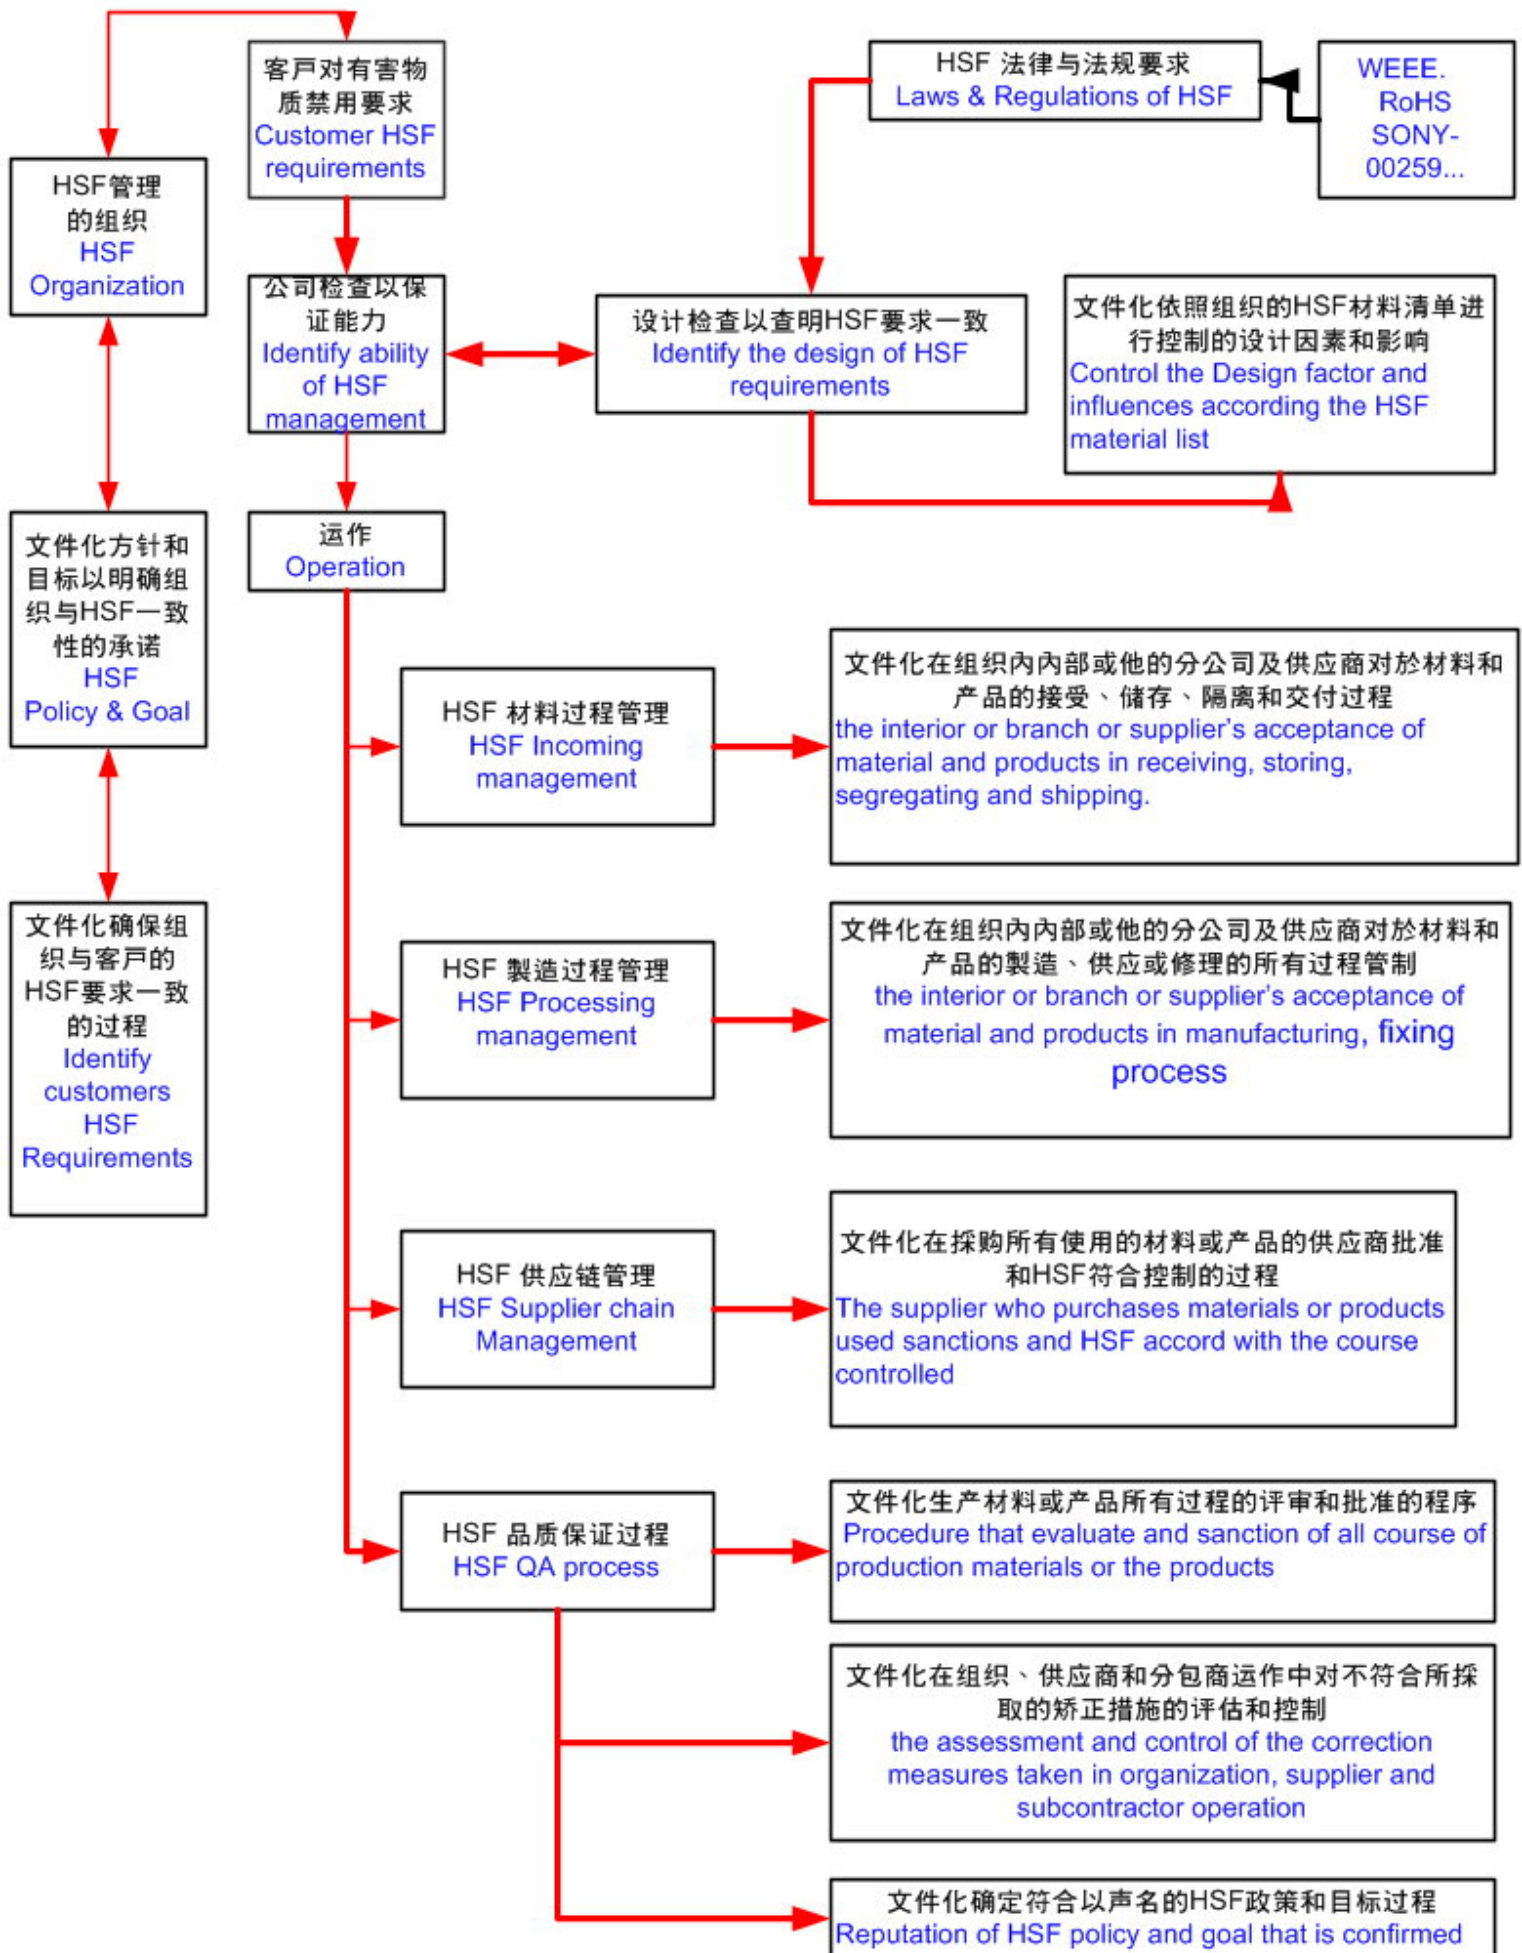 客戸对有害物
质禁用要求
Customer HSF
requirements
HSF 法律与法规要求
Laws & Regulations of HSF
WEEE.
RoHS
SONY-
00259...
HSF管理
的组织
HSF
Organization
公司检查以保
证能力
Identify ability
of HSF
management
设计检查以查明HSF要求一致
Identify the design of HSF
requirements
文件化依照组织的HSF材料清单进
行控制的设计因素和影响
Control the Design factor and
influences according the HSF
material list
文件化方针和
目标以明确组
织与HSF一致
性的承诺
HSF
Policy & Goal
运作
Operation
HSF 材料过程管理
HSF Incoming
management
文件化在组织內內部或他的分公司及供应商对於材料和
产品的接受、储存、隔离和交付过程
the interior or branch or supplier's acceptance of
material and products in receiving, storing,
segregating and shipping.
文件化确保组
织与客戸的
HSF要求一致
的过程
Identify
customers
HSF
Requirements
HSF 製造过程管理
HSF Processing
management
文件化在组织內內部或他的分公司及供应商对於材料和
产品的製造、供应或修理的所有过程管制
the interior or branch or supplier's acceptance of
material and products in manufacturing, fixing
process
HSF 供应链管理
HSF Supplier chain
Management
文件化在採购所有使用的材料或产品的供应商批准
和HSF符合控制的过程
The supplier who purchases materials or products
used sanctions and HSF accord with the course
controlled
HSF 品质保证过程
HSF QA process
文件化生产材料或产品所有过程的评审和批准的程序
Procedure that evaluate and sanction of all course of
production materials or the products
文件化在组织、供应商和分包商运作中对不符合所採
取的矫正措施的评估和控制
the assessment and control of the correction
measures taken in organization, supplier and
subcontractor operation
文件化确定符合以声名的HSF政策和目标过程
Reputation of HSF policy and goal that is confirmed